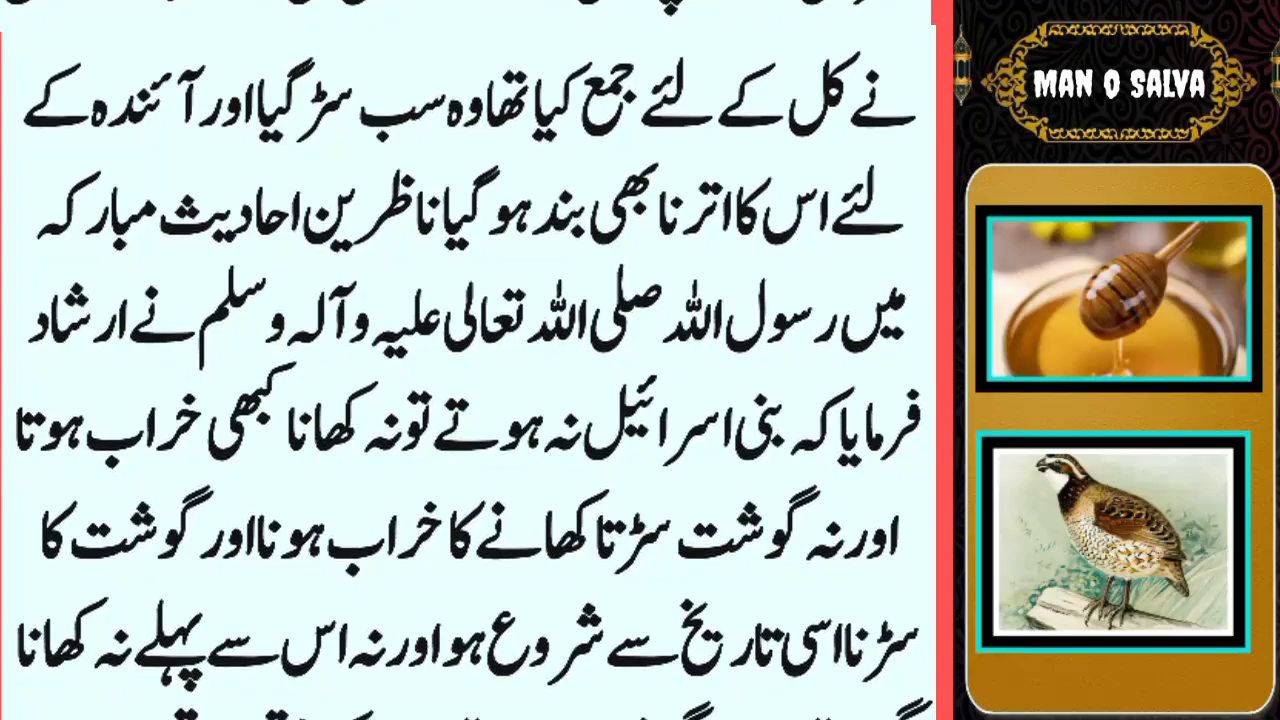 نے کل کے لئے جمع کیا تھا وہ سب سڑ گیا اور آئندہ کے
لئے اس کا اترنا بھی بند ہو گیا ناظرین احادیث مبارکہ
میں رسول اللہ صلی اللہ تعالی علیہ وآلہ وسلم نے ارشاد
فرمایا کہ بنی اسرائیل نہ ہوتے تو نہ کھانا کبھی خراب ہوتا
اور نہ گوشت سڑتا کھانے کا خراب ہونا اور گوشت کا
سڑنا اسی تاریخ سے شروع ہو اور نہ اس سے پہلے نہ کھانا
MAN O SALVA